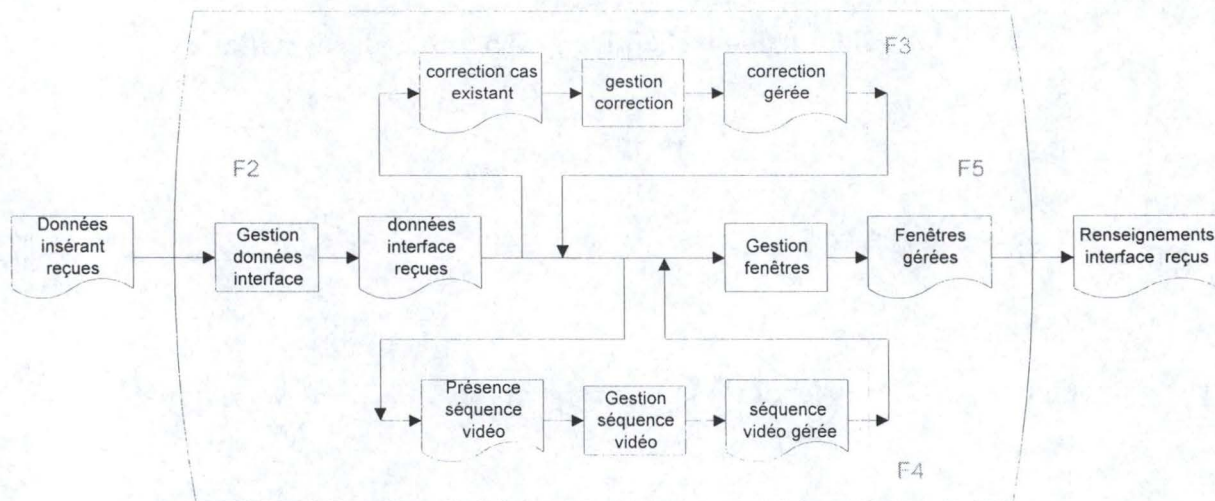 F3
correction cas
existant
gestion
correction
correction
gérée
F2
F5
Données
insérant
reçues
Gestion
données
interface
données
interface
reçues
Gestion
fenêtres
Fenêtres
gérées
Renseignements
interface reçus
Présence
séquence
vidéo
Gestion
séquence
vidéo
séquence
vidéo gérée
F4